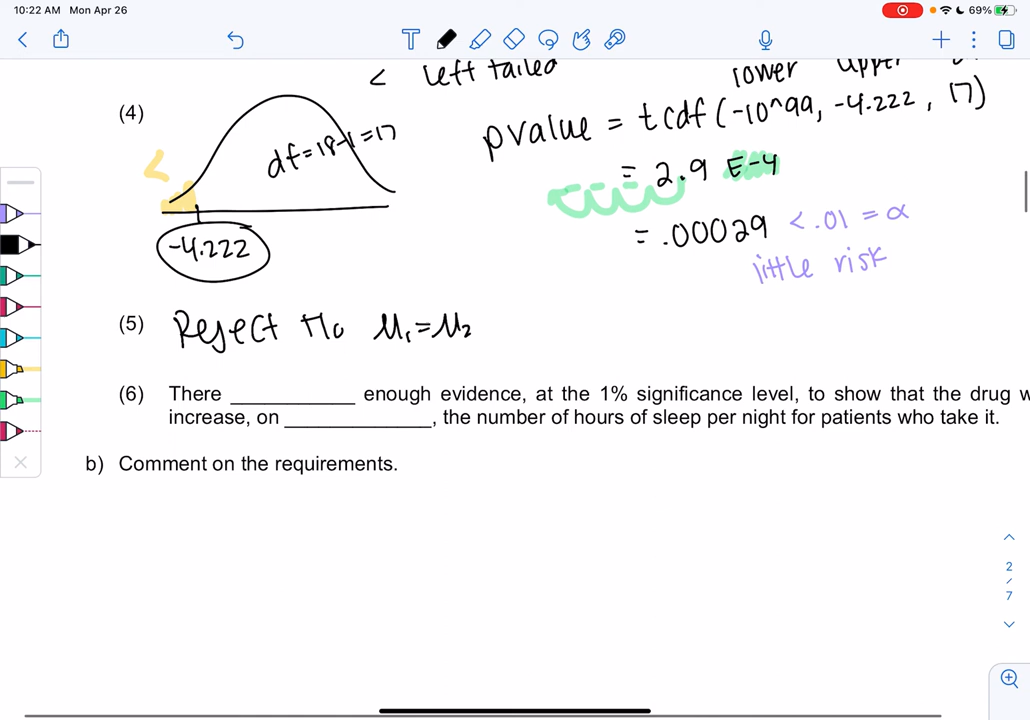 10:22 AM Mon Apr 26
69%
< left tailed
lower upper
(4)
df=18-1=17
<
-4.222
pvalue = tcdf(-10^99, -4.222, 17)
= 2.9 E-4
= .00029 < .01 = α
little risk
(5) Reject Ho μ₁=μ₂
(6) There ____________ enough evidence, at the 1% significance level, to show that the drug w
increase, on ______________, the number of hours of sleep per night for patients who take it.
b) Comment on the requirements.
2
/
7